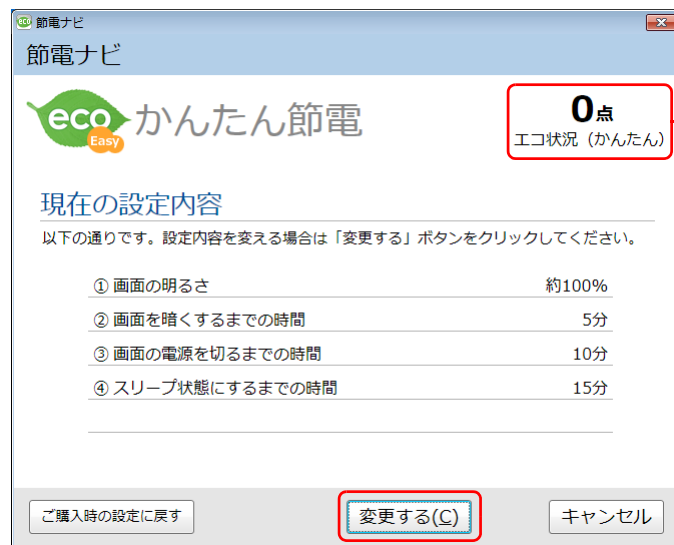 節電ナビ
節電ナビ
eco
Easy
かんたん節電
0点
エコ状況（かんたん）
現在の設定内容
以下の通りです。設定内容を変える場合は「変更する」ボタンをクリックしてください。
① 画面の明るさ 約100%
② 画面を暗くするまでの時間 5分
③ 画面の電源を切るまでの時間 10分
④ スリープ状態にするまでの時間 15分
ご購入時の設定に戻す 変更する(C) キャンセル